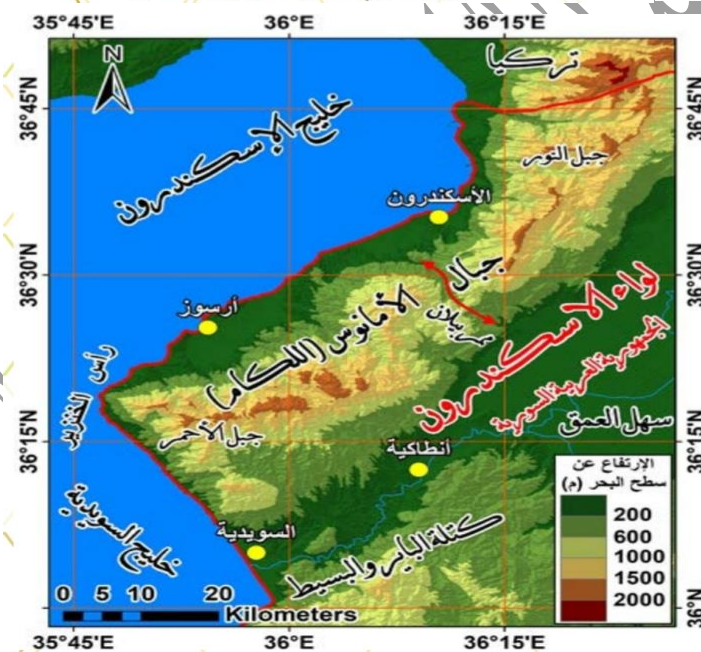 35°45'E
36°E
36°15'E
تركيا
N
36°45'N
36°45'N
خليج الإسكندرون
جبل النور
الأسكندرون
36°30'N
36°30'N
جبال
الأمانوس (اللكام)
ممر بيلان
لواء الاسكندرون
الجمهورية العربية السورية
أرسوز
رأس
الخنزير
جبل الأحمر
سهل العمق
36°15'N
36°15'N
أنطاكية
خليج السويدية
السويدية
كتلة الباير والبسيط
الإرتفاع عن
سطح البحر (م)
200
600
1000
1500
2000
0 5 10 20
Kilometers
36°N
35°45'E
36°E
36°15'E